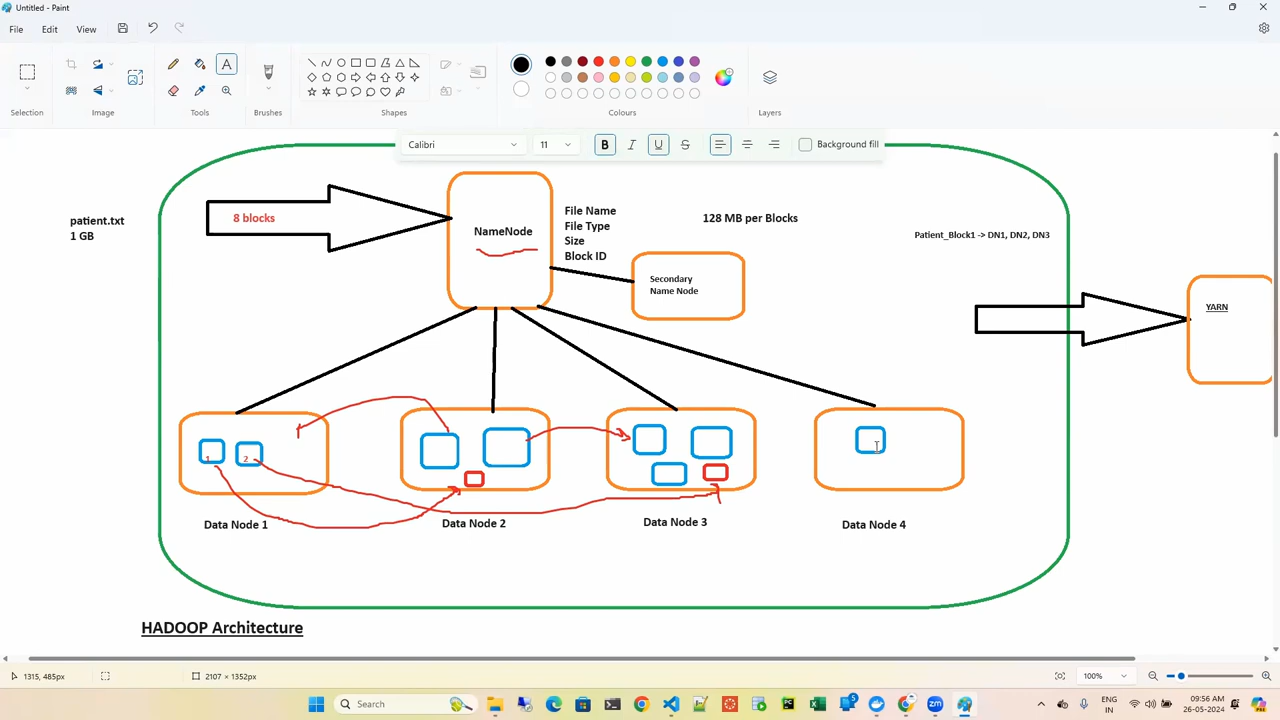 Untitled - Paint
File
Edit
View
Selection
Image
Tools
Brushes
Shapes
Colours
Layers
Calibri
11
B
I
U
S
Background fill
patient.txt
1 GB
8 blocks
NameNode
File Name
File Type
Size
Block ID
128 MB per Blocks
Patient_Block1 -> DN1, DN2, DN3
Secondary
Name Node
YARN
1
2
Data Node 1
Data Node 2
Data Node 3
Data Node 4
HADOOP Architecture
1315, 485px
2107 × 1352px
100%
Search
ENG
IN
09:56 AM
26-05-2024